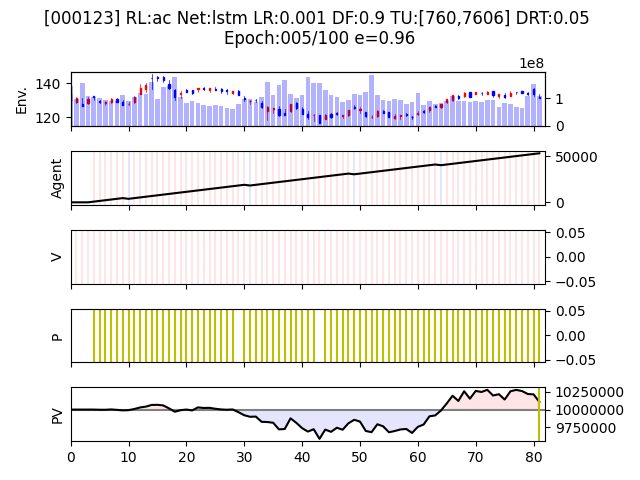 [000123] RL:ac Net:lstm LR:0.001 DF:0.9 TU:[760,7606] DRT:0.05
Epoch:005/100 e=0.96
1e8
Env.
140
120
1
0
Agent
50000
0
V
0.05
0.00
−0.05
P
0.05
0.00
−0.05
PV
10250000
10000000
9750000
0 10 20 30 40 50 60 70 80